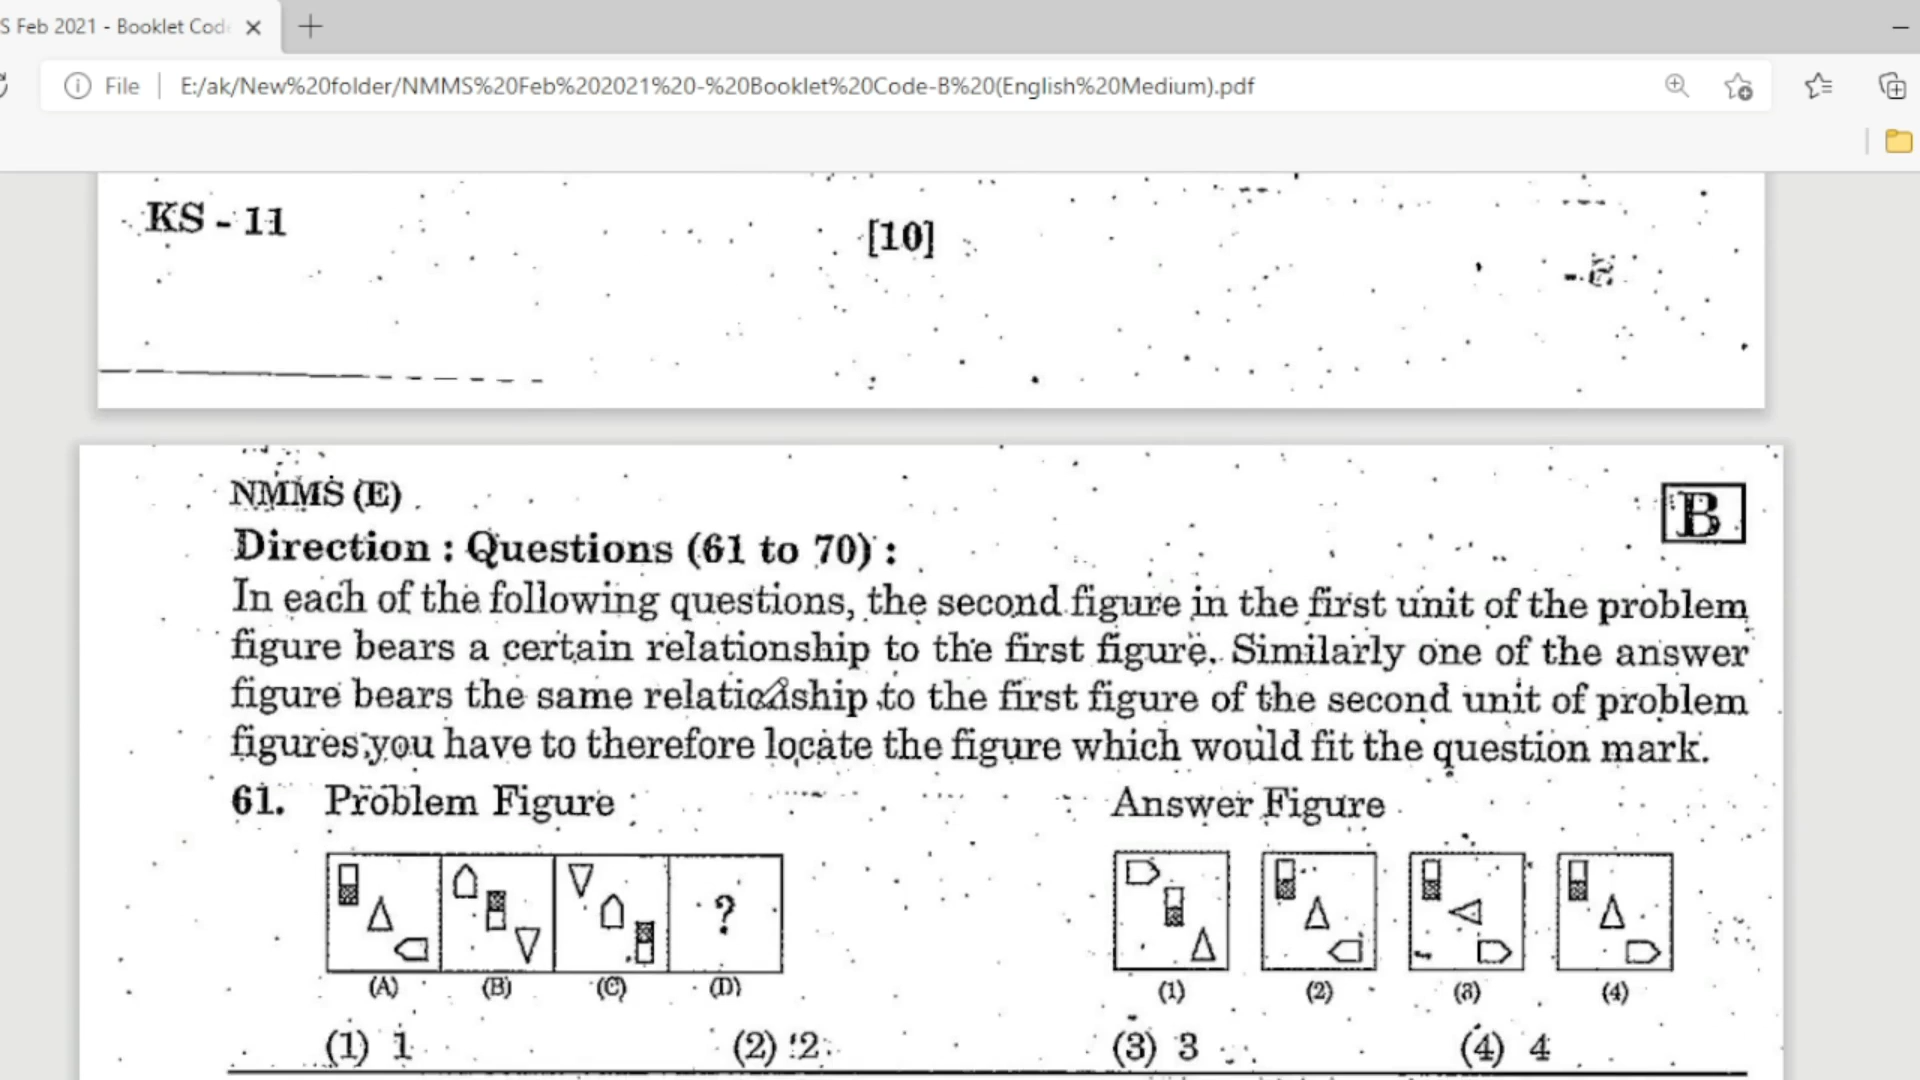 S Feb 2021 - Booklet Cod
File
E:/ak/New%20folder/NMMS%20Feb%202021%20-%20Booklet%20Code-B%20(English%20Medium).pdf
KS - 11
[10]
NMMS (E)
B
Direction : Questions (61 to 70) :
In each of the following questions, the second figure in the first unit of the problem
figure bears a certain relationship to the first figure. Similarly one of the answer
figure bears the same relationship to the first figure of the second unit of problem
figures you have to therefore locate the figure which would fit the question mark.
61. Problem Figure
Answer Figure
?
(A) (B) (C) (D)
(1) (2) (3) (4)
(1) 1 (2) 2 (3) 3 (4) 4